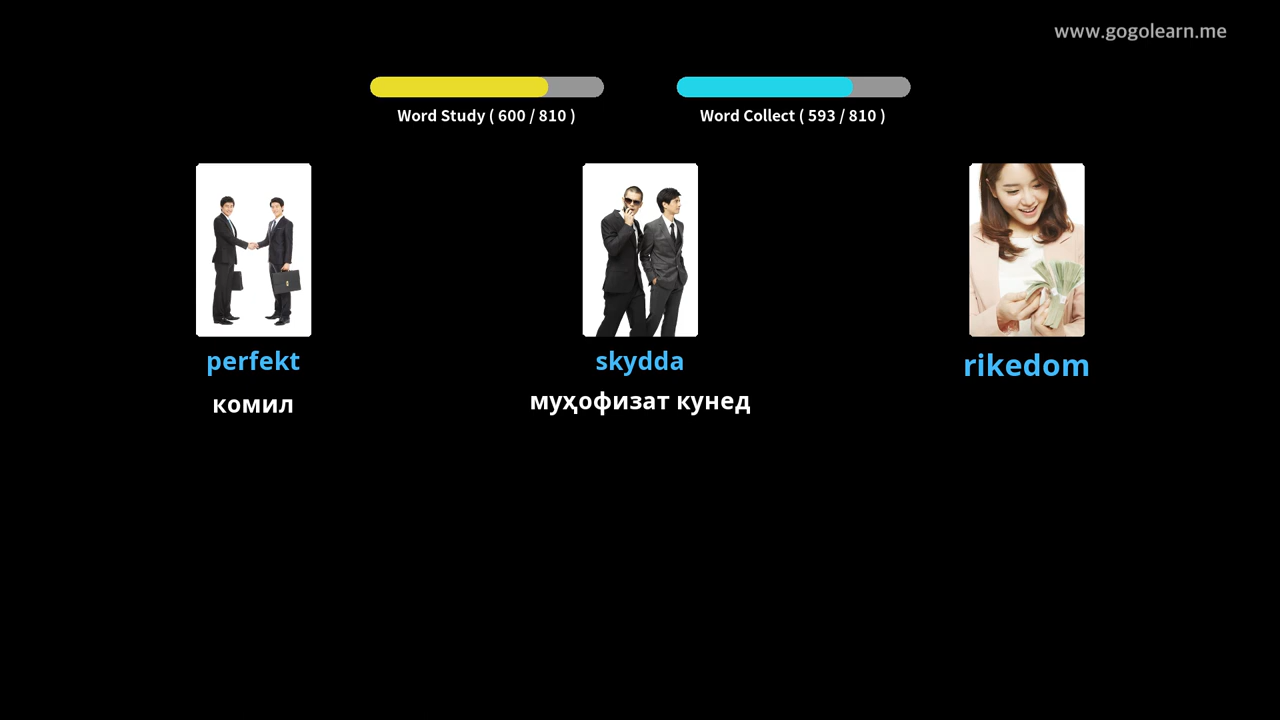 www.gogolearn.me
Word Study ( 600 / 810 )
Word Collect ( 593 / 810 )
perfekt
skydda
rikedom
комил
муҳофизат кунед